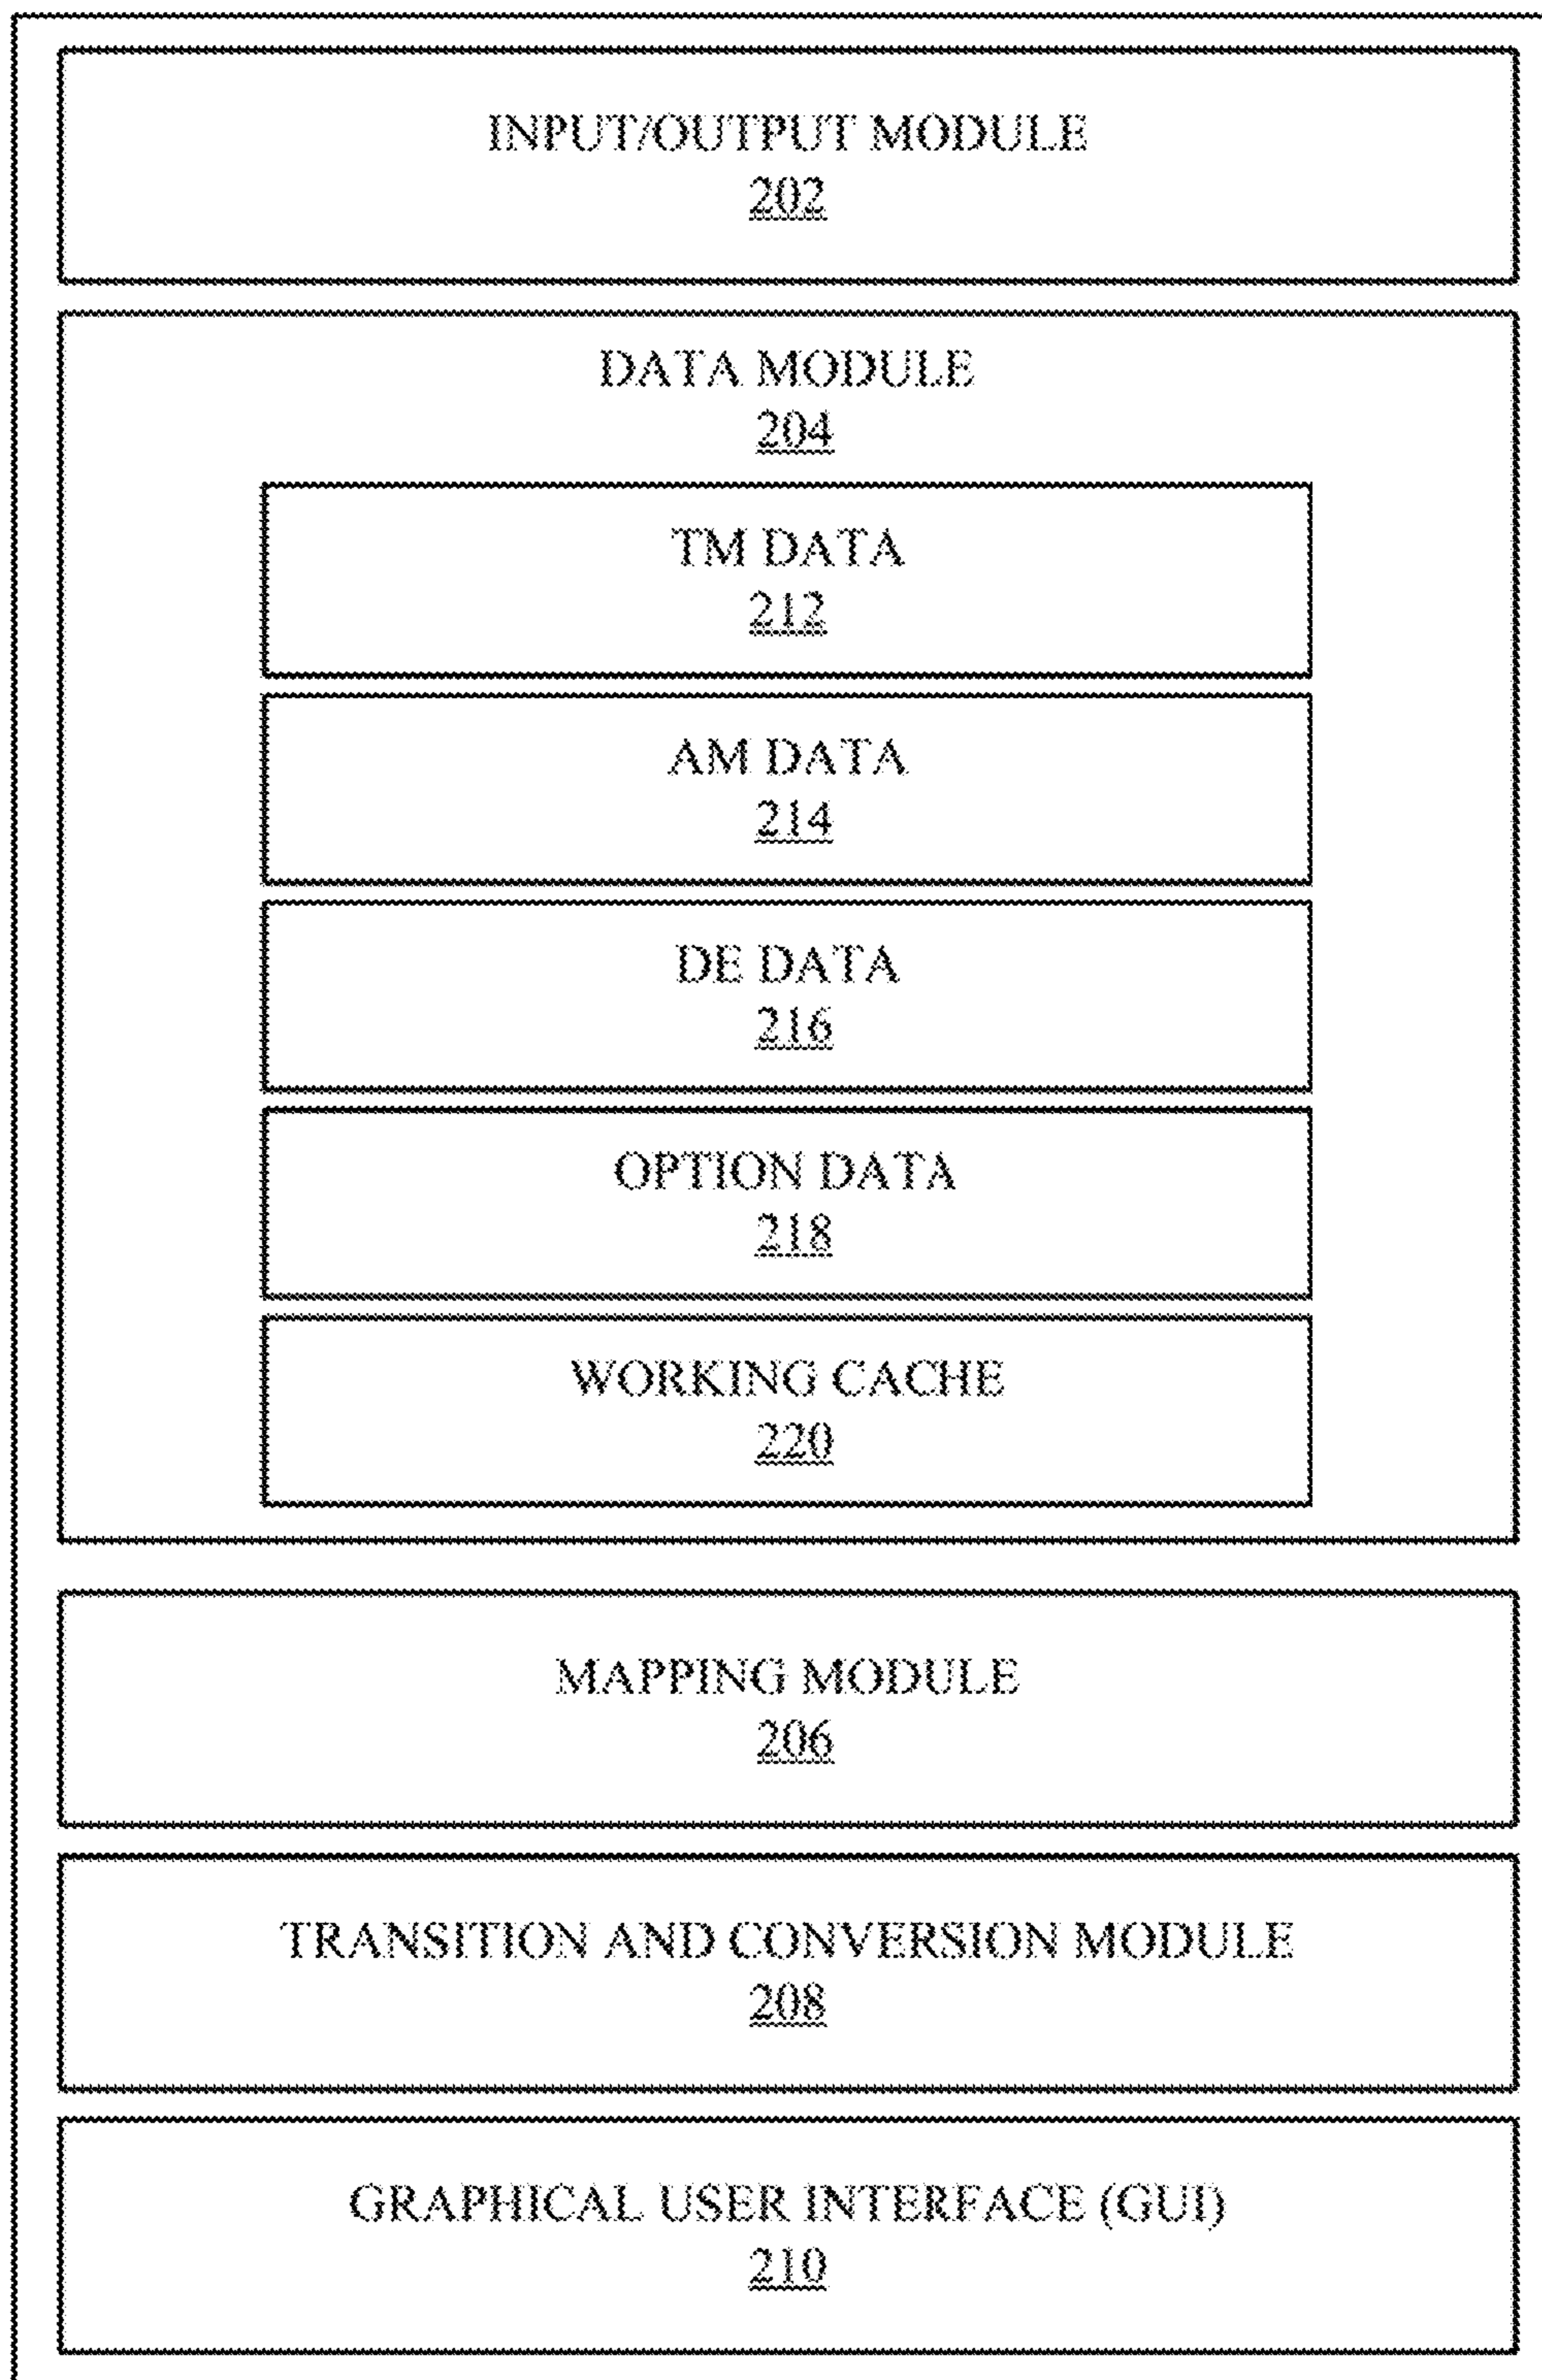 INPUT/OUTPUT MODULE
202
DATA MODULE
204
TM DATA
212
AM DATA
214
DE DATA
216
OPTION DATA
218
WORKING CACHE
220
MAPPING MODULE
206
TRANSITION AND CONVERSION MODULE
208
GRAPHICAL USER INTERFACE (GUI)
210